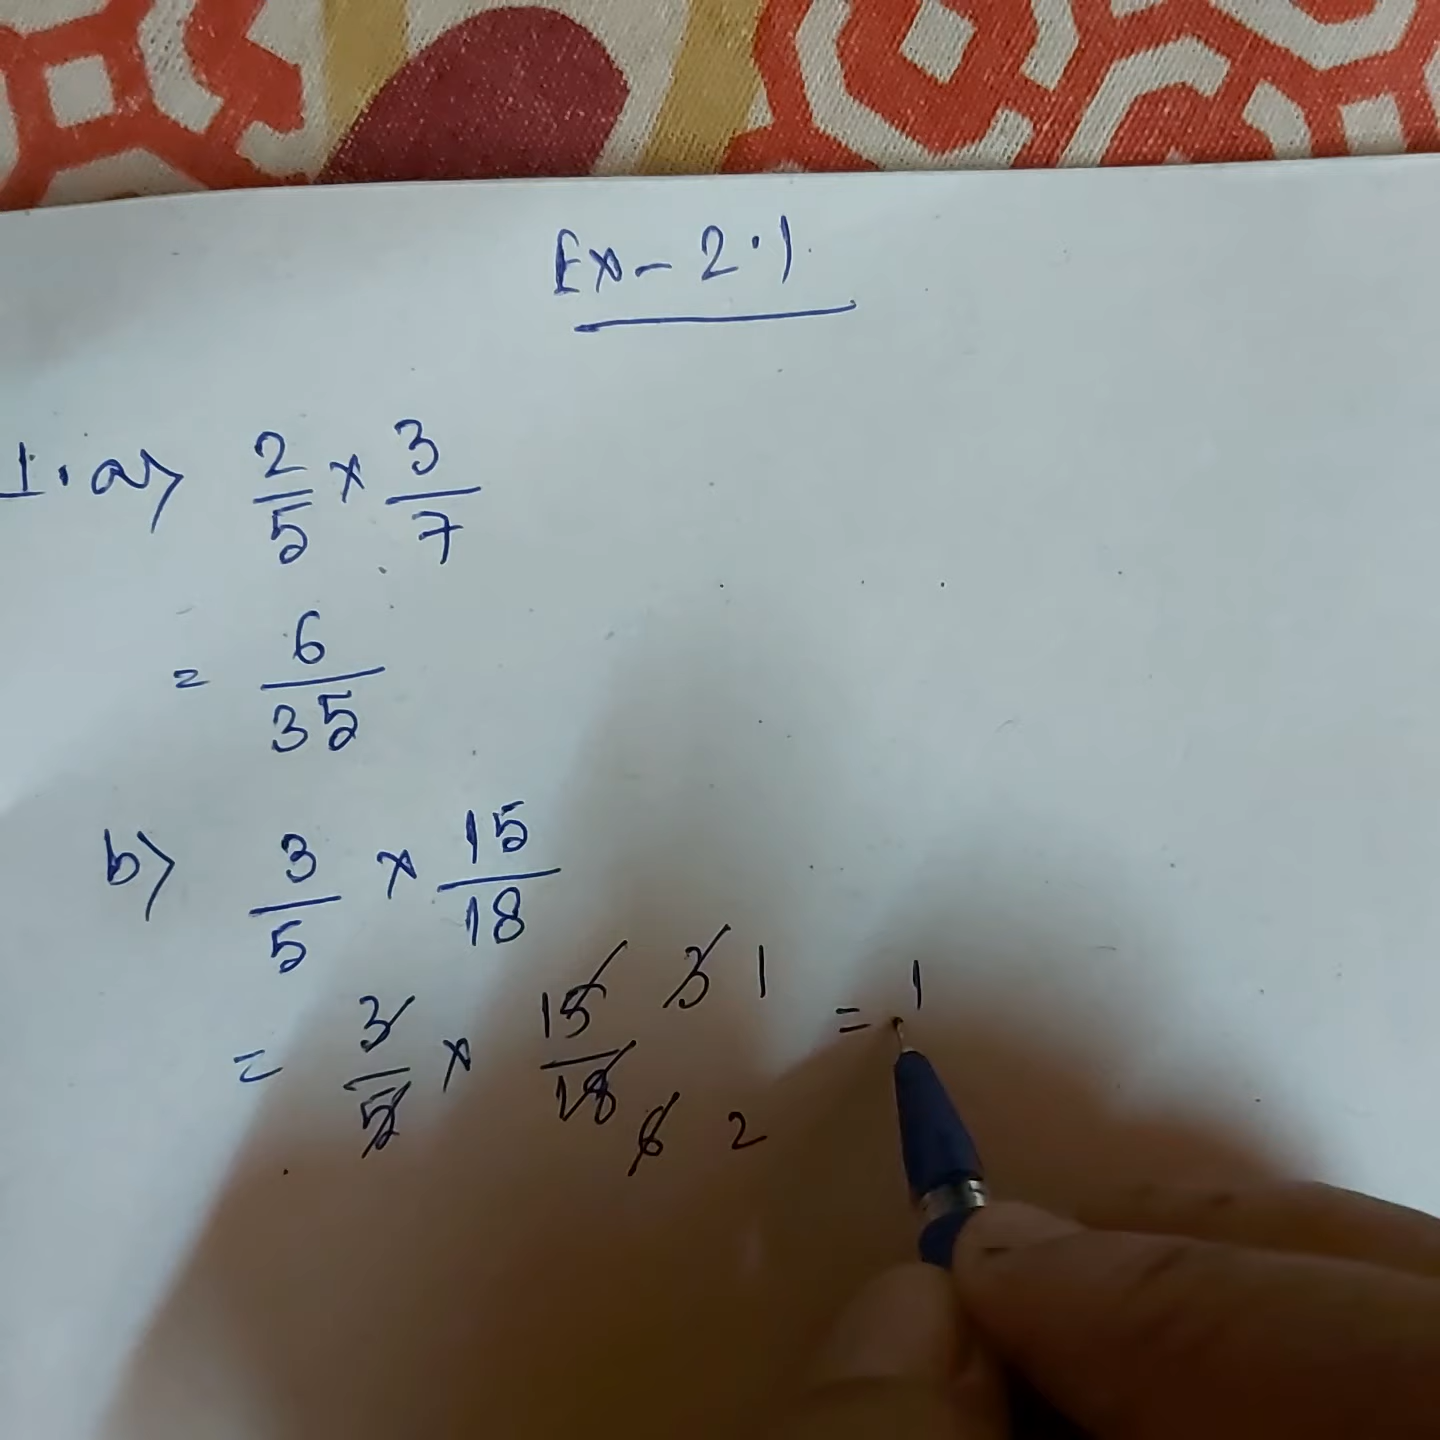 Ex - 2.1
1. a) 2/5 × 3/7
= 6/35
b) 3/5 × 15/18
= 3/5 × 15/18 3 1 6 2 = 1